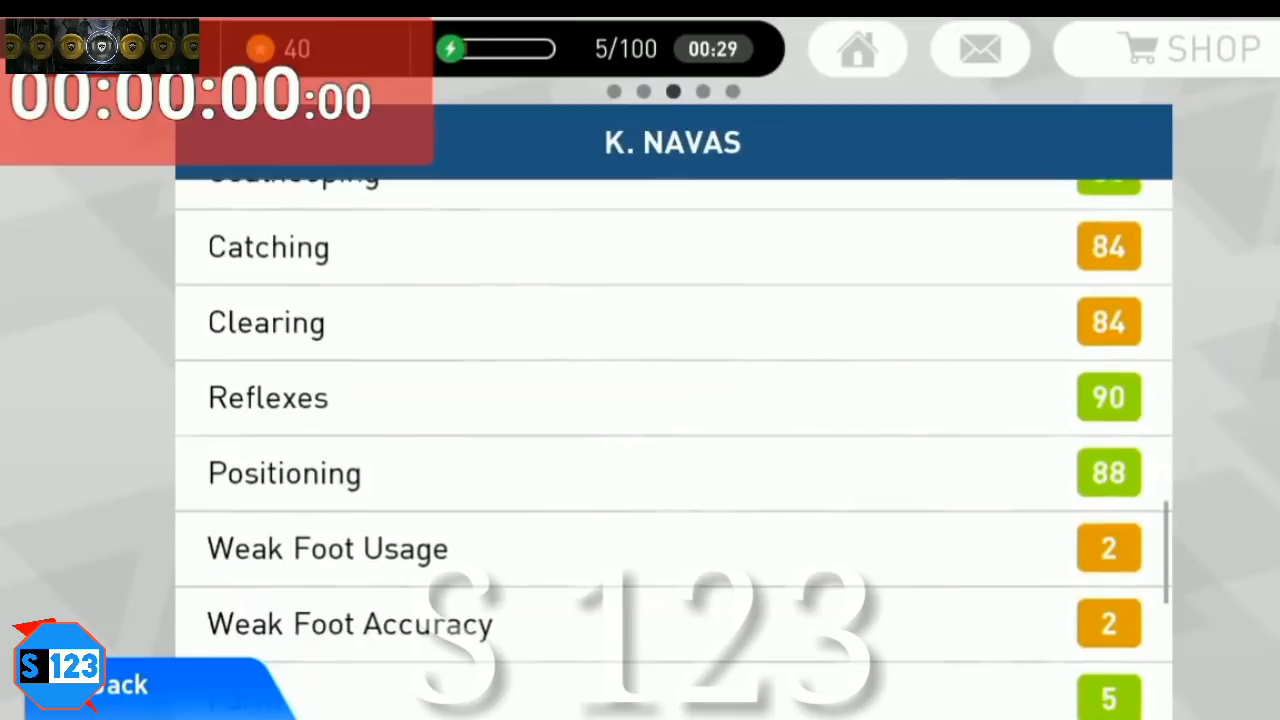 40
5/100
00:29
SHOP
00:00:00:00
K. NAVAS
Catching 84
Clearing 84
Reflexes 90
Positioning 88
Weak Foot Usage 2
Weak Foot Accuracy 2
5
S 123
S 123